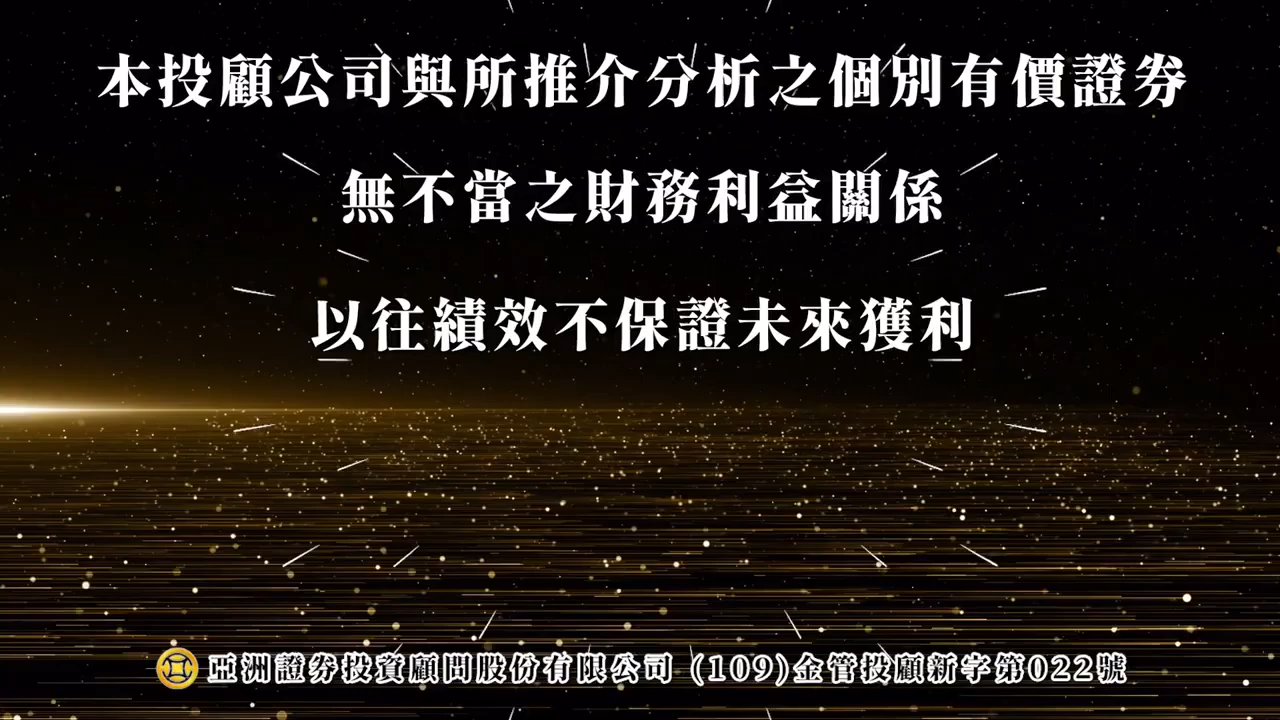 本投顧公司與所推介分析之個別有價證券
無不當之財務利益關係
以往績效不保證未來獲利
亞洲證券投資顧問股份有限公司 (109)金管投顧新字第022號